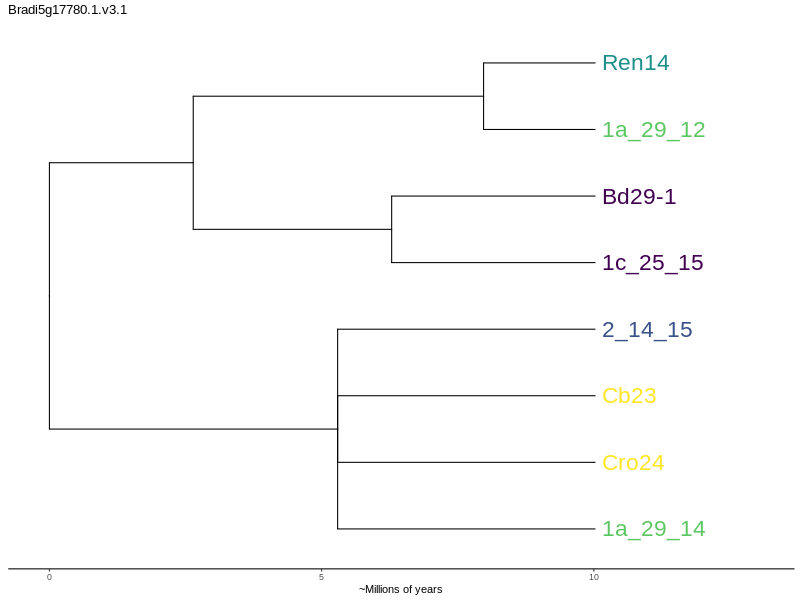 Bradi5g17780.1.v3.1
Ren14
1a_29_12
Bd29-1
1c_25_15
2_14_15
Cb23
Cro24
1a_29_14
0 5 10
~Millions of years